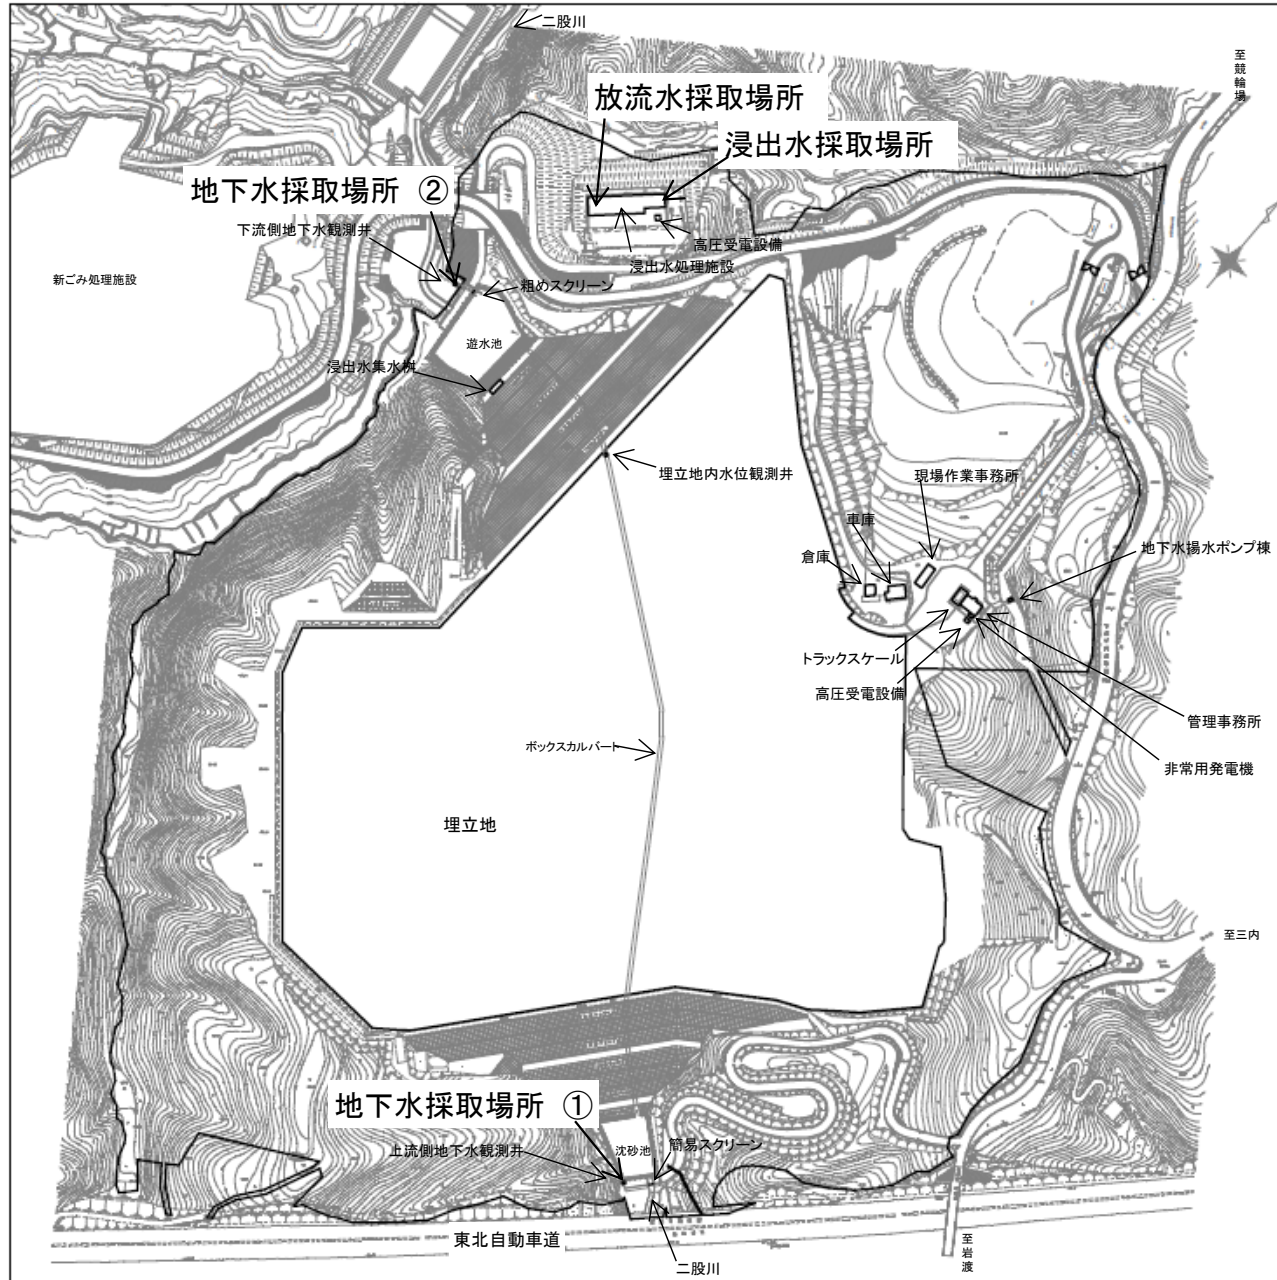 二股川
至競輪場
放流水採取場所
浸出水採取場所
地下水採取場所 ②
下流側地下水観測井
高圧受電設備
浸出水処理施設
新ごみ処理施設
粗めスクリーン
遊水池
浸出水集水桝
埋立地内水位観測井
現場作業事務所
車庫
倉庫
地下水揚水ポンプ棟
トラックスケール
高圧受電設備
管理事務所
ボックスカルバート
非常用発電機
埋立地
至三内
地下水採取場所 ①
上流側地下水観測井
沈砂池
簡易スクリーン
東北自動車道
至岩渡
二股川